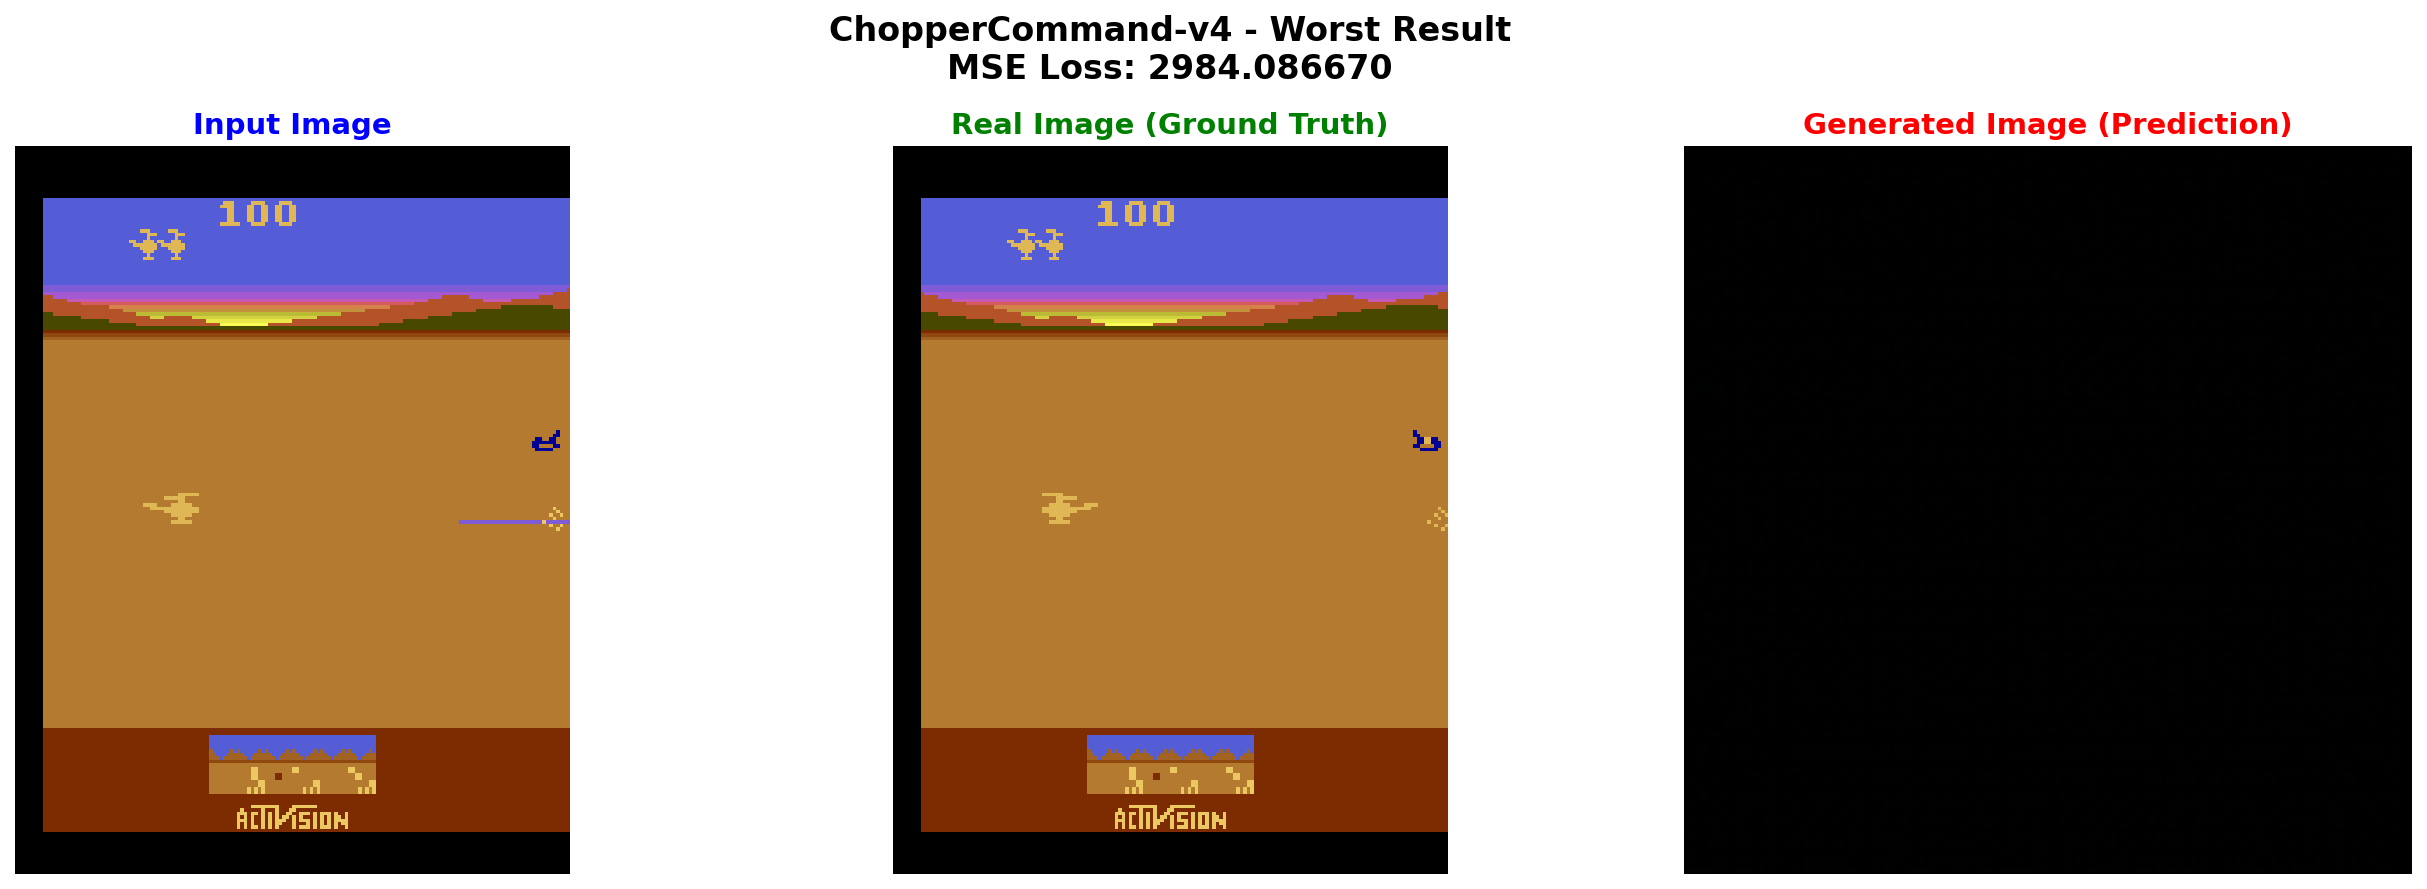 ChopperCommand-v4 - Worst Result
MSE Loss: 2984.086670
Input Image
Real Image (Ground Truth)
Generated Image (Prediction)
100
100
ACTIVISION
ACTIVISION